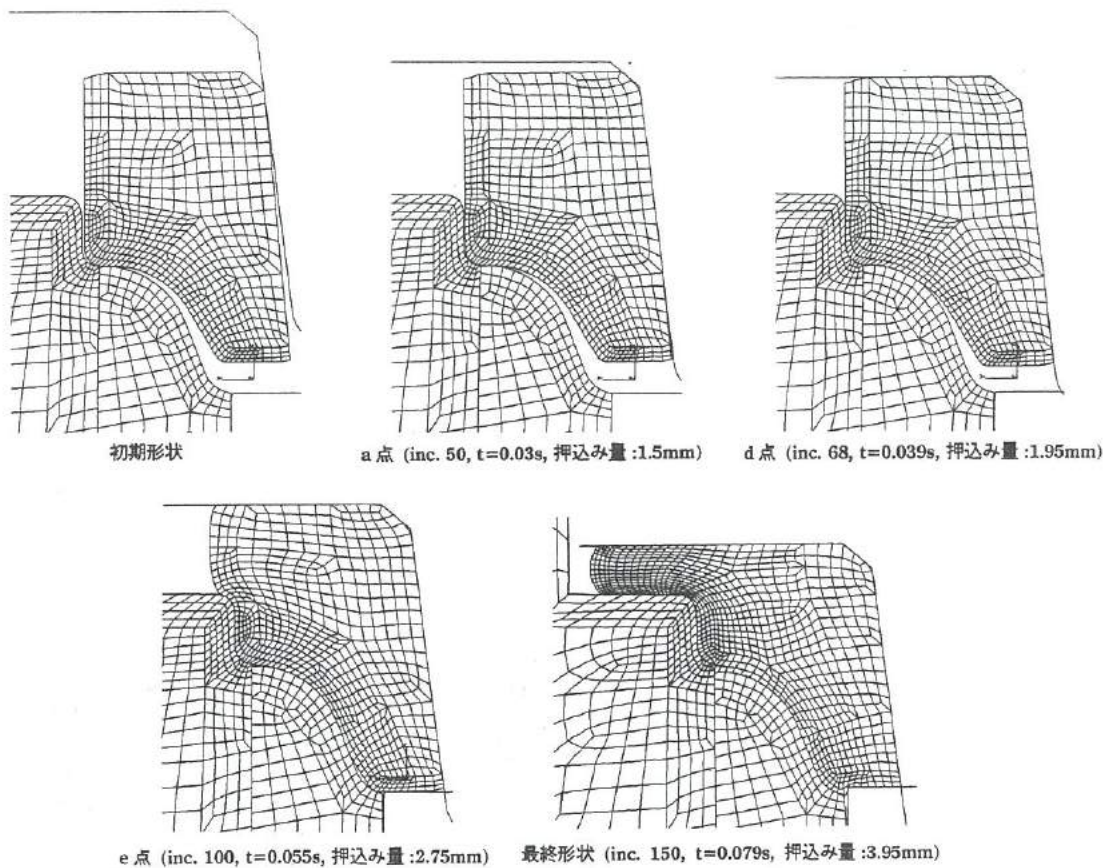 初期形状
a 点 (inc. 50, t=0.03s, 押込み量 :1.5mm)
d 点 (inc. 68, t=0.039s, 押込み量 :1.95mm)
e 点 (inc. 100, t=0.055s, 押込み量 :2.75mm)
最終形状 (inc. 150, t=0.079s, 押込み量 :3.95mm)